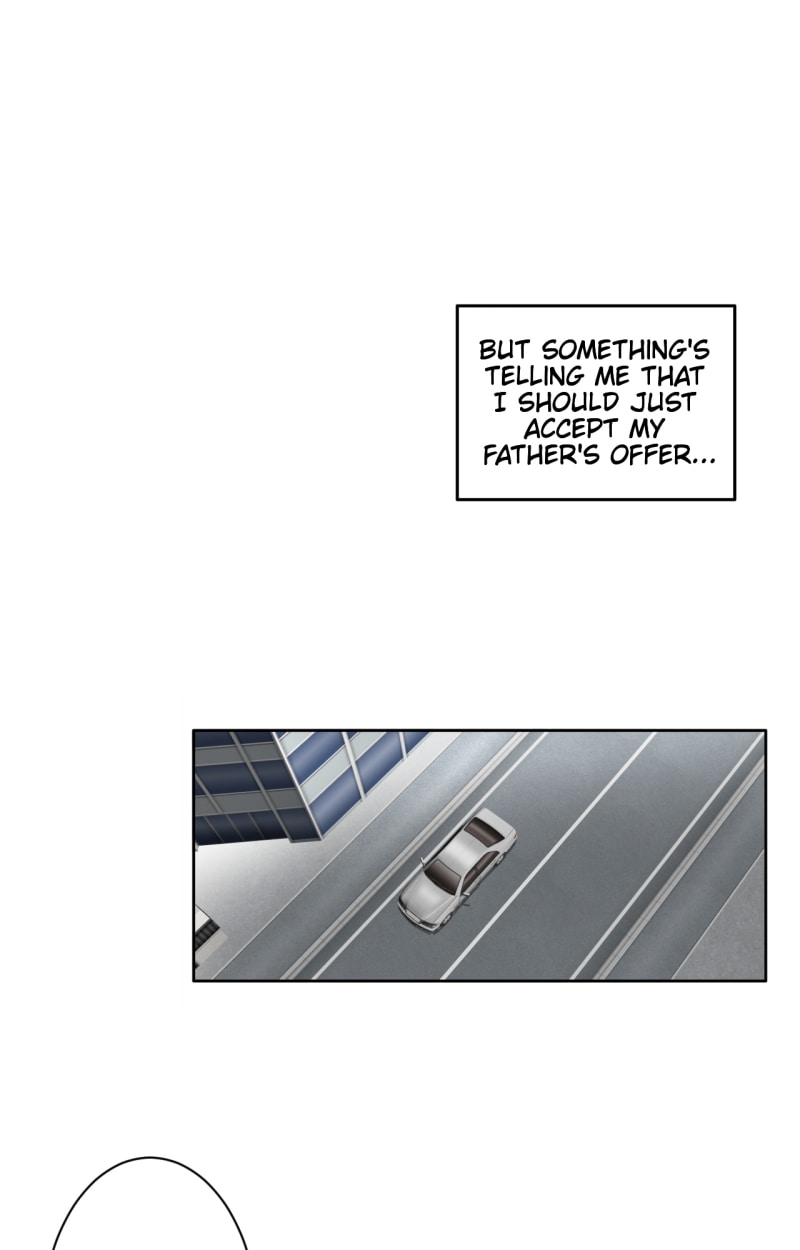 BUT SOMETHING'S
TELLING ME THAT
I SHOULD JUST
ACCEPT MY
FATHER'S OFFER...